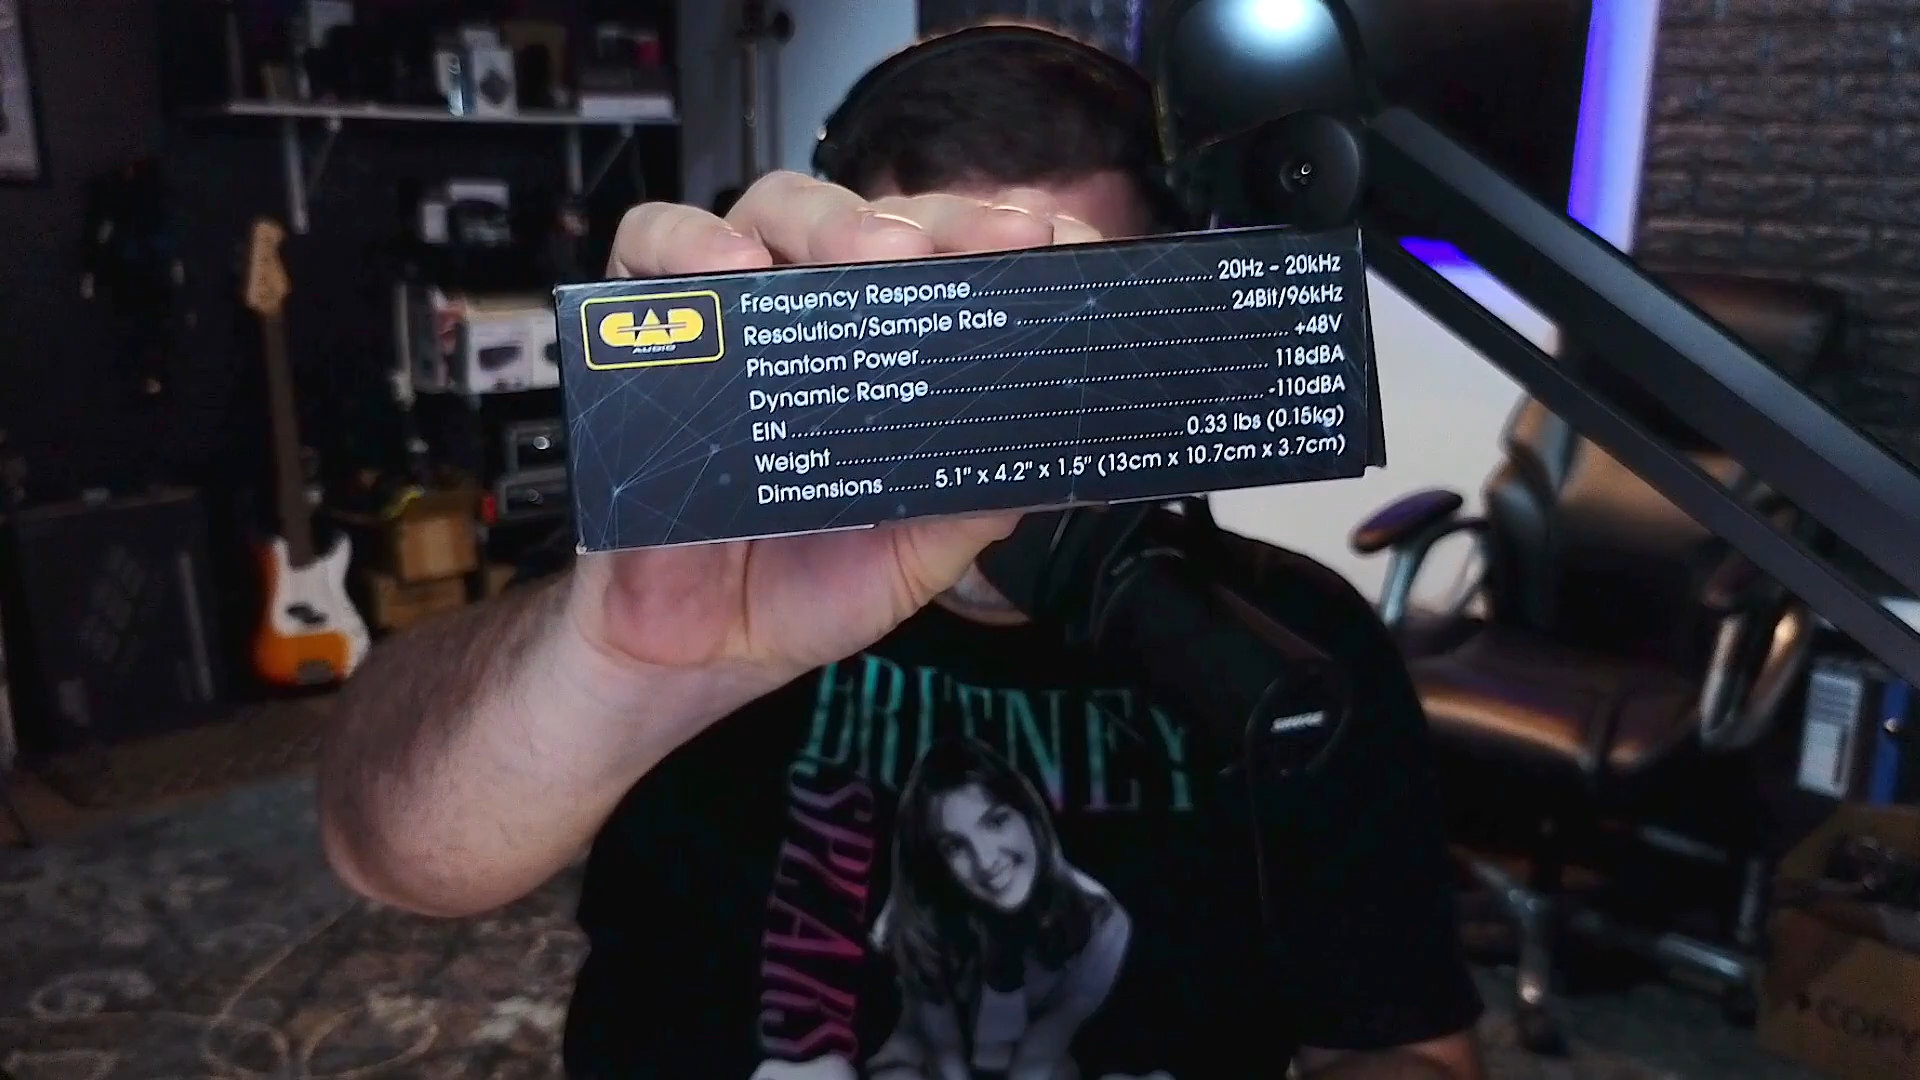 CAD
AUDIO
Frequency Response........ 20Hz - 20kHz
Resolution/Sample Rate ........ 24Bit/96kHz
Phantom Power........ +48V
Dynamic Range........ 118dBA
EIN........ -110dBA
Weight ........ 0.33 lbs (0.15kg)
Dimensions ....... 5.1" x 4.2" x 1.5" (13cm x 10.7cm x 3.7cm)
SHURE
BRITNEY
SPEARS
COPY